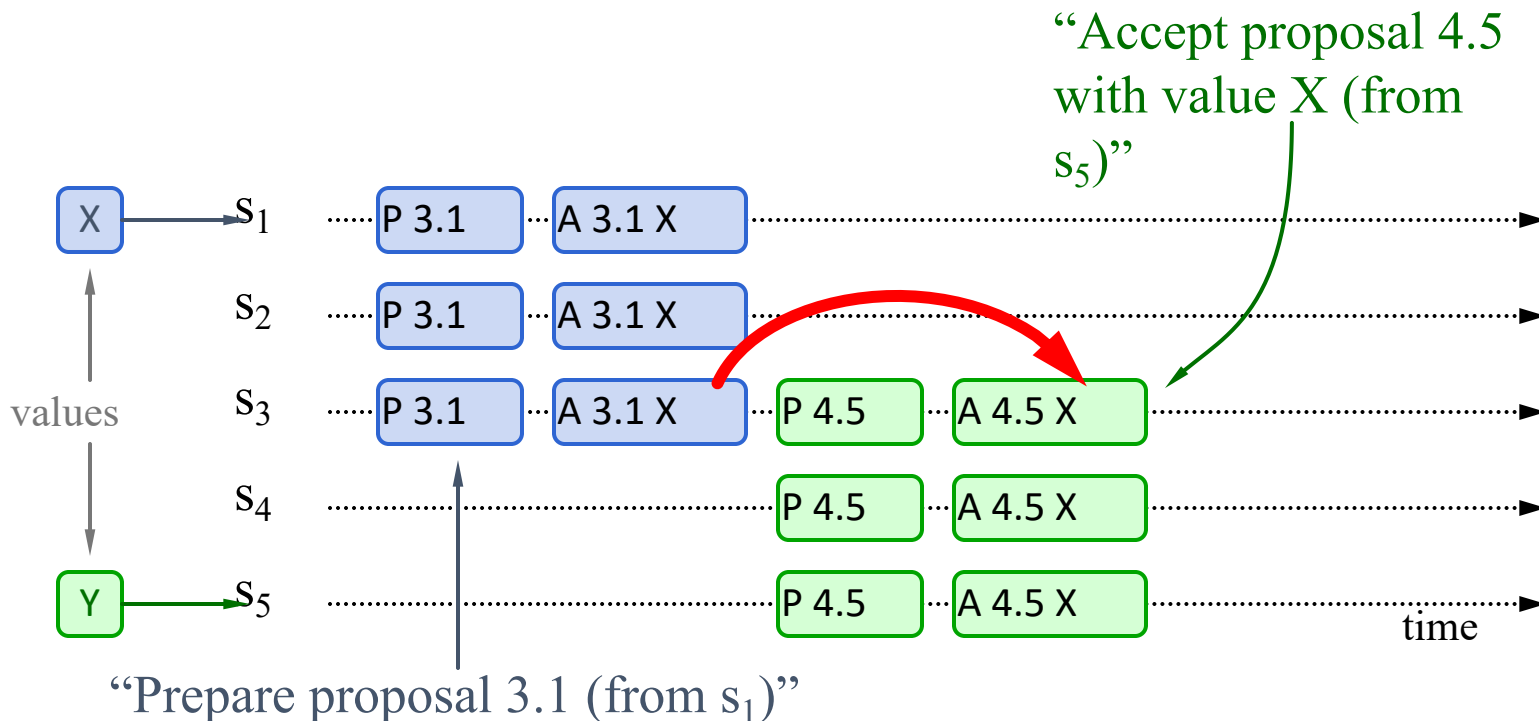 “Accept proposal 4.5
with value X (from
s₅)”
X s₁ P 3.1 A 3.1 X
s₂ P 3.1 A 3.1 X
values s₃ P 3.1 A 3.1 X P 4.5 A 4.5 X
s₄ P 4.5 A 4.5 X
Y s₅ P 4.5 A 4.5 X
time
“Prepare proposal 3.1 (from s₁)”